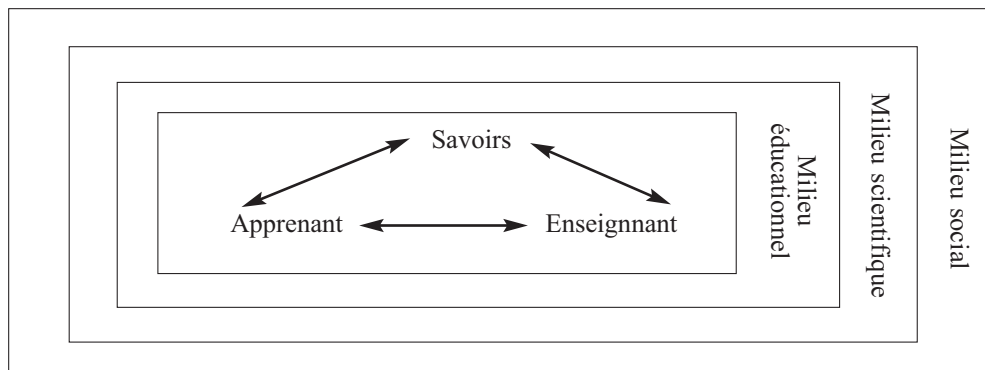 Savoirs
Apprenant
Enseignnant
Milieu
éducationnel
Milieu scientifique
Milieu social